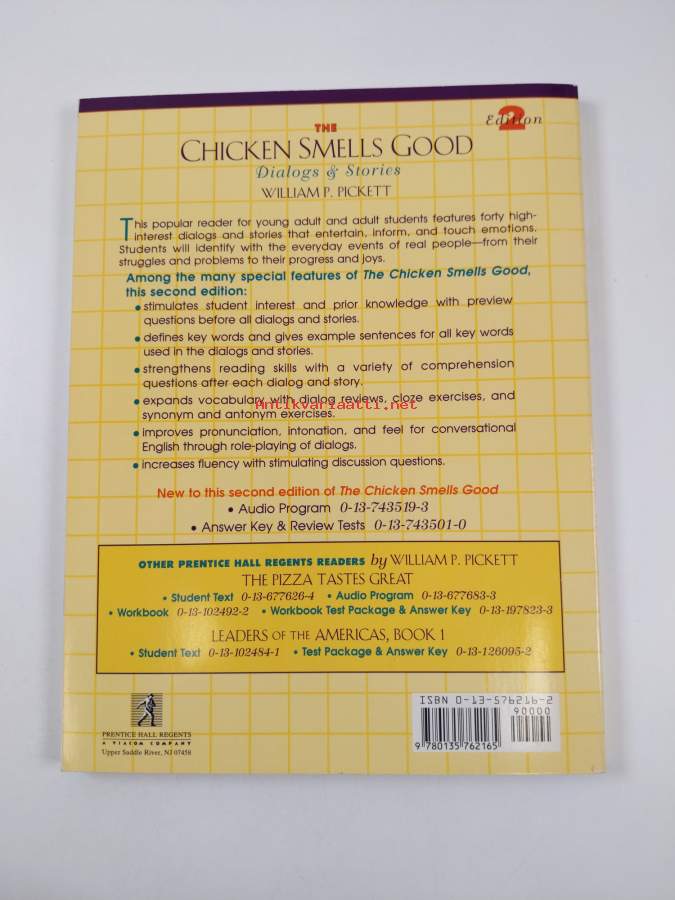 THE
CHICKEN SMELLS GOOD
2 Edition
Dialogs & Stories
WILLIAM P. PICKETT
This popular reader for young adult and adult students features forty high-
interest dialogs and stories that entertain, inform, and touch emotions.
Students will identify with the everyday events of real people—from their
struggles and problems to their progress and joys.
Among the many special features of The Chicken Smells Good,
this second edition:
• stimulates student interest and prior knowledge with preview
questions before all dialogs and stories.
• defines key words and gives example sentences for all key words
used in the dialogs and stories.
• strengthens reading skills with a variety of comprehension
questions after each dialog and story.
• expands vocabulary with dialog reviews, cloze exercises, and
Antikvariaatti.net
synonym and antonym exercises.
• improves pronunciation, intonation, and feel for conversational
English through role-playing of dialogs.
• increases fluency with stimulating discussion questions.
New to this second edition of The Chicken Smells Good
• Audio Program 0-13-743519-3
• Answer Key & Review Tests 0-13-743501-0
OTHER PRENTICE HALL REGENTS READERS by WILLIAM P. PICKETT
THE PIZZA TASTES GREAT
• Student Text 0-13-677626-4 • Audio Program 0-13-677683-3
• Workbook 0-13-102492-2 • Workbook Test Package & Answer Key 0-13-197823-3
LEADERS OF THE AMERICAS, BOOK 1
• Student Text 0-13-102484-1 • Test Package & Answer Key 0-13-126095-2
PRENTICE HALL REGENTS
A VIACOM COMPANY
Upper Saddle River, NJ 07458
ISBN 0-13-576216-2
90000
9 780135 762165